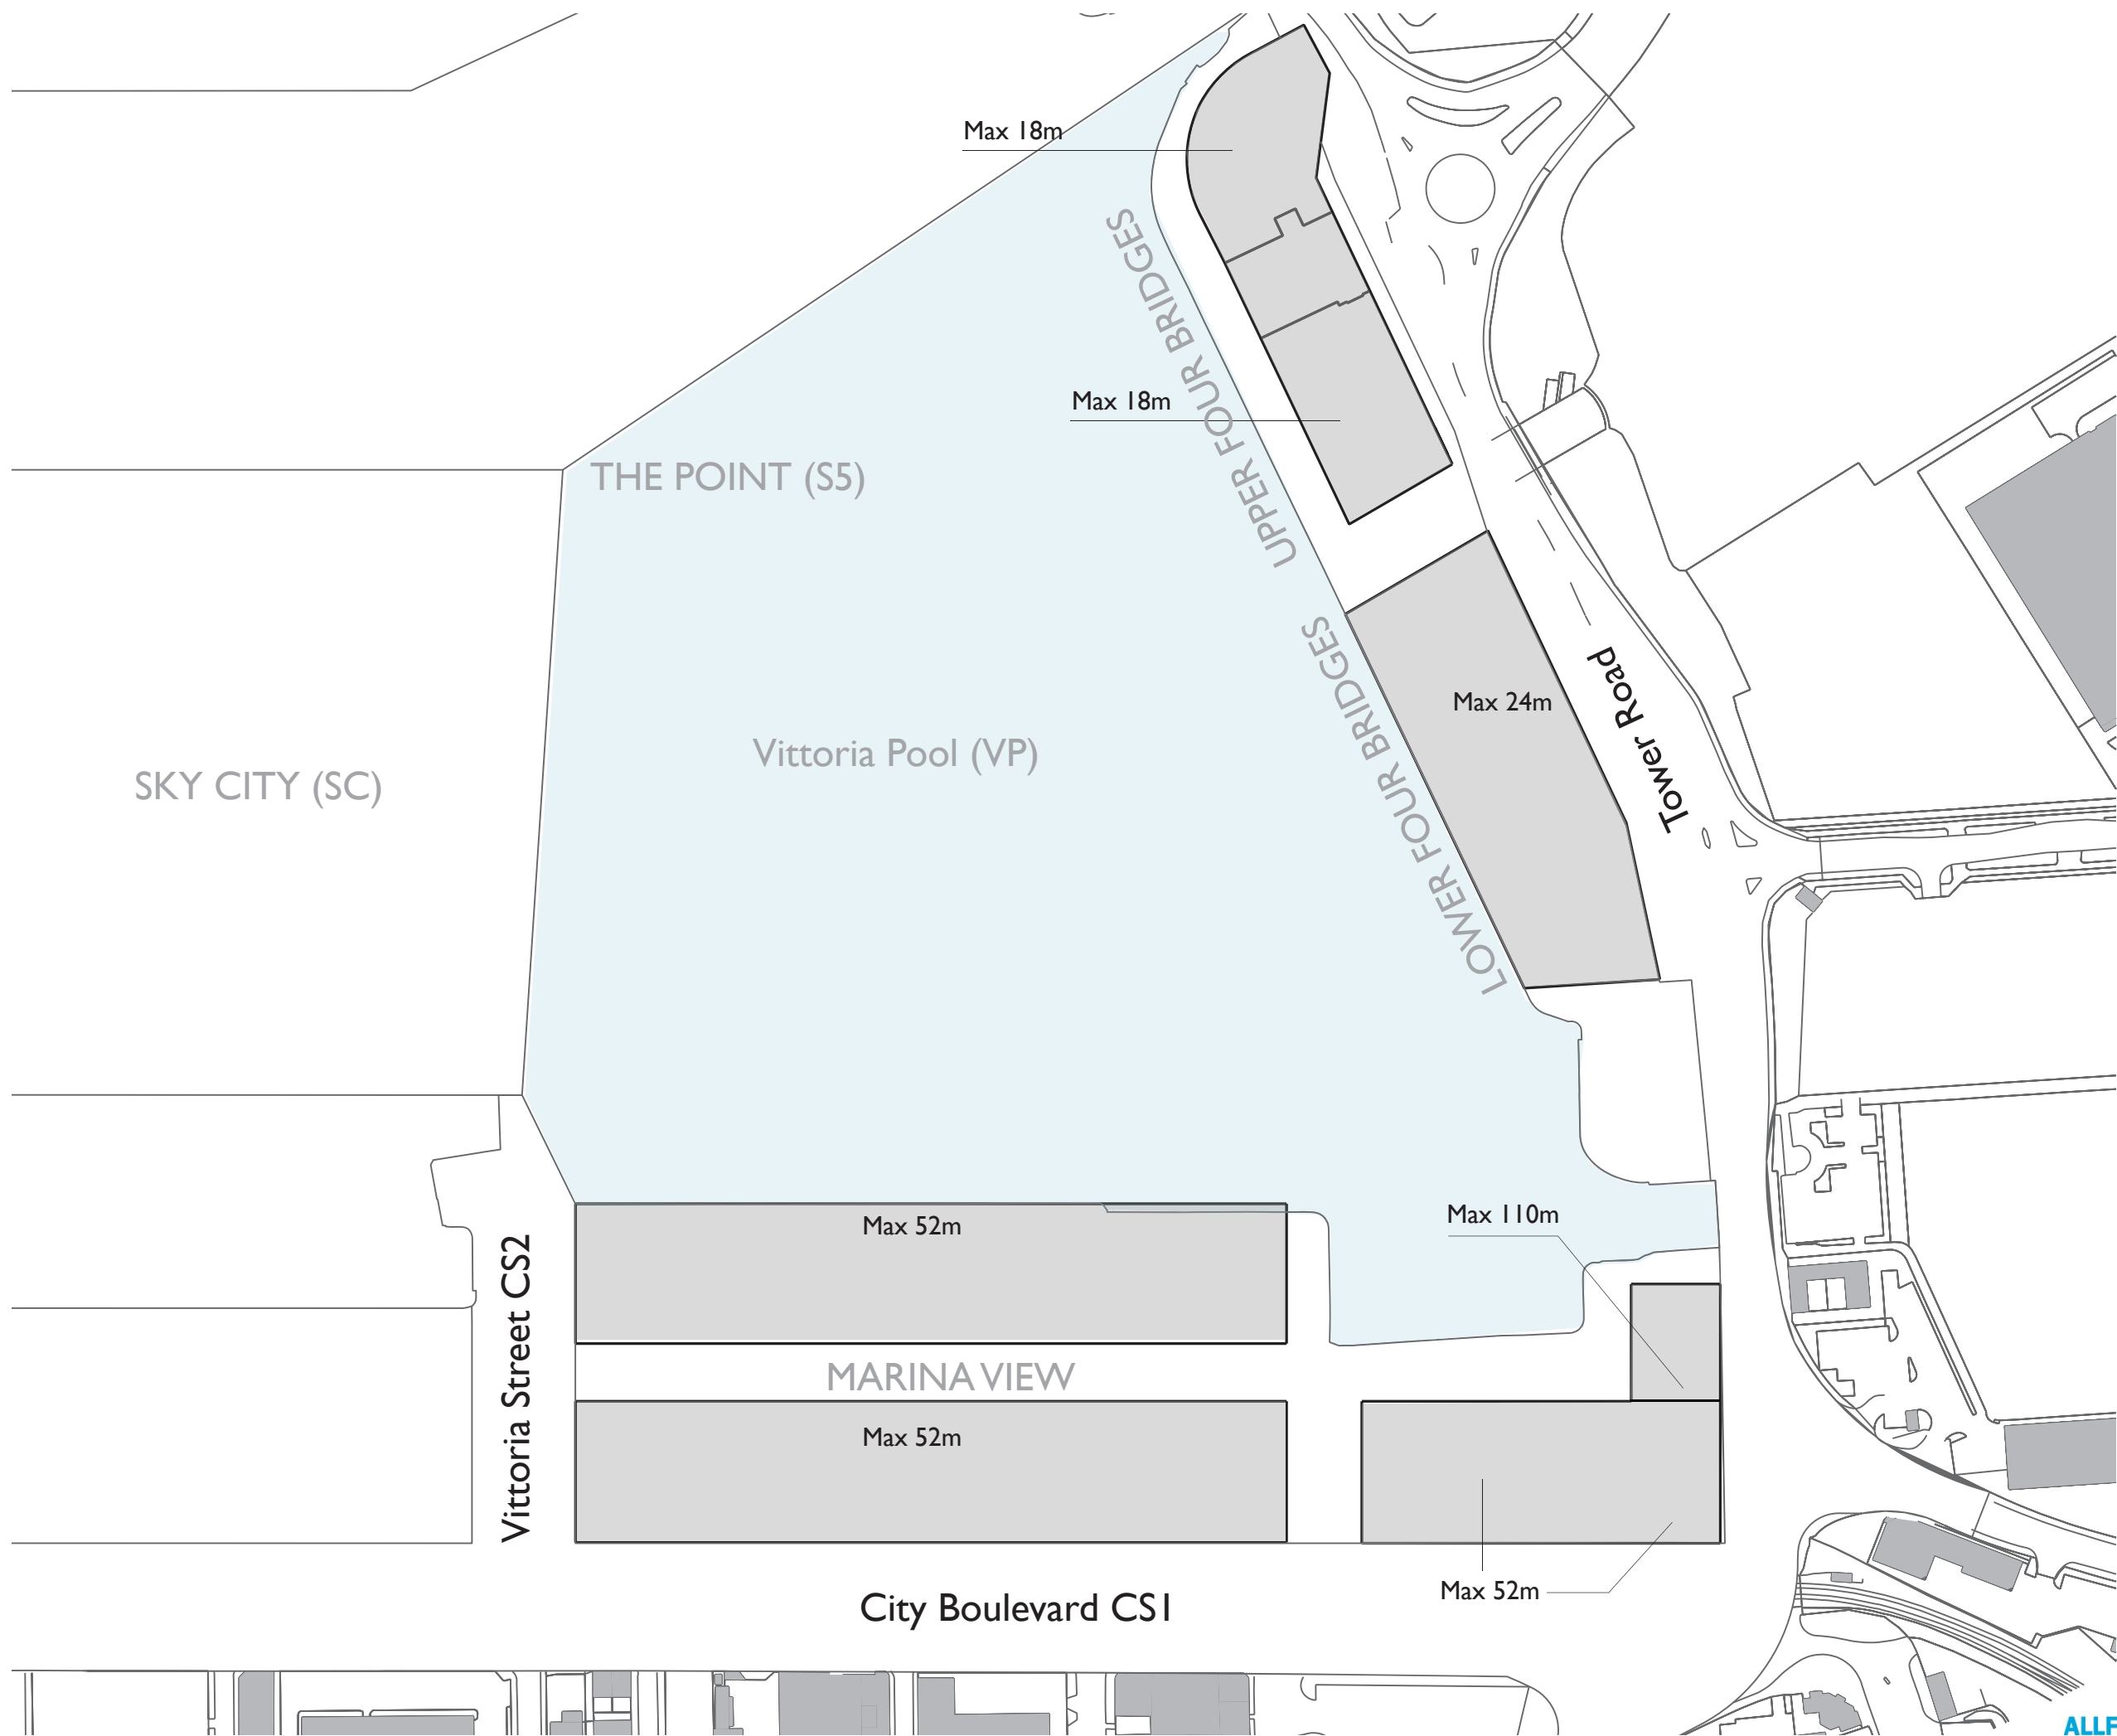 Max 18m
UPPER FOUR BRIDGES
Max 18m
THE POINT (S5)
LOWER FOUR BRIDGES
Max 24m
Tower Road
Vittoria Pool (VP)
SKY CITY (SC)
Max 52m
Max 110m
Vittoria Street CS2
MARINA VIEW
Max 52m
Max 52m
City Boulevard CS1
ALLF